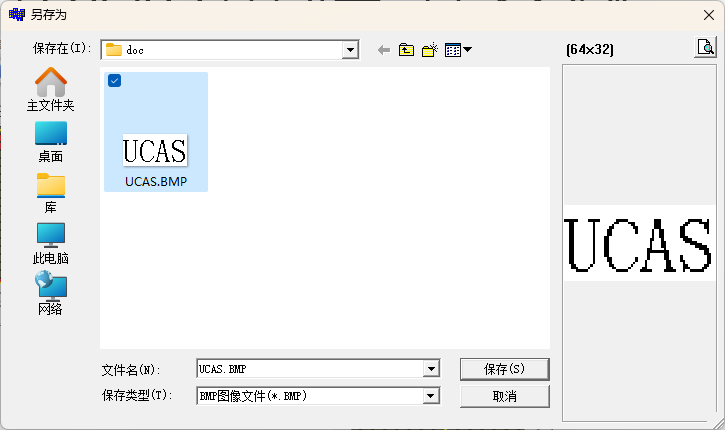 另存为
保存在(I):
doc
(64x32)
主文件夹
桌面
库
此电脑
网络
UCAS
UCAS.BMP
UCAS
文件名(N):
UCAS.BMP
保存(S)
保存类型(T):
BMP图像文件(*.BMP)
取消